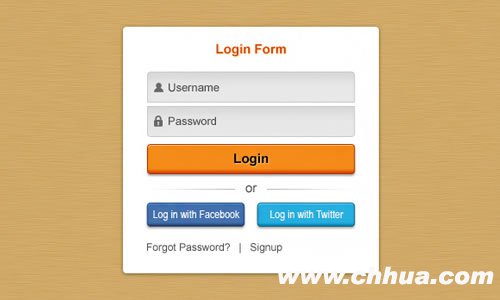 Login Form
Username
Password
Login
or
Log in with Facebook Log in with Twitter
Forgot Password? | Signup
www.chhua.com